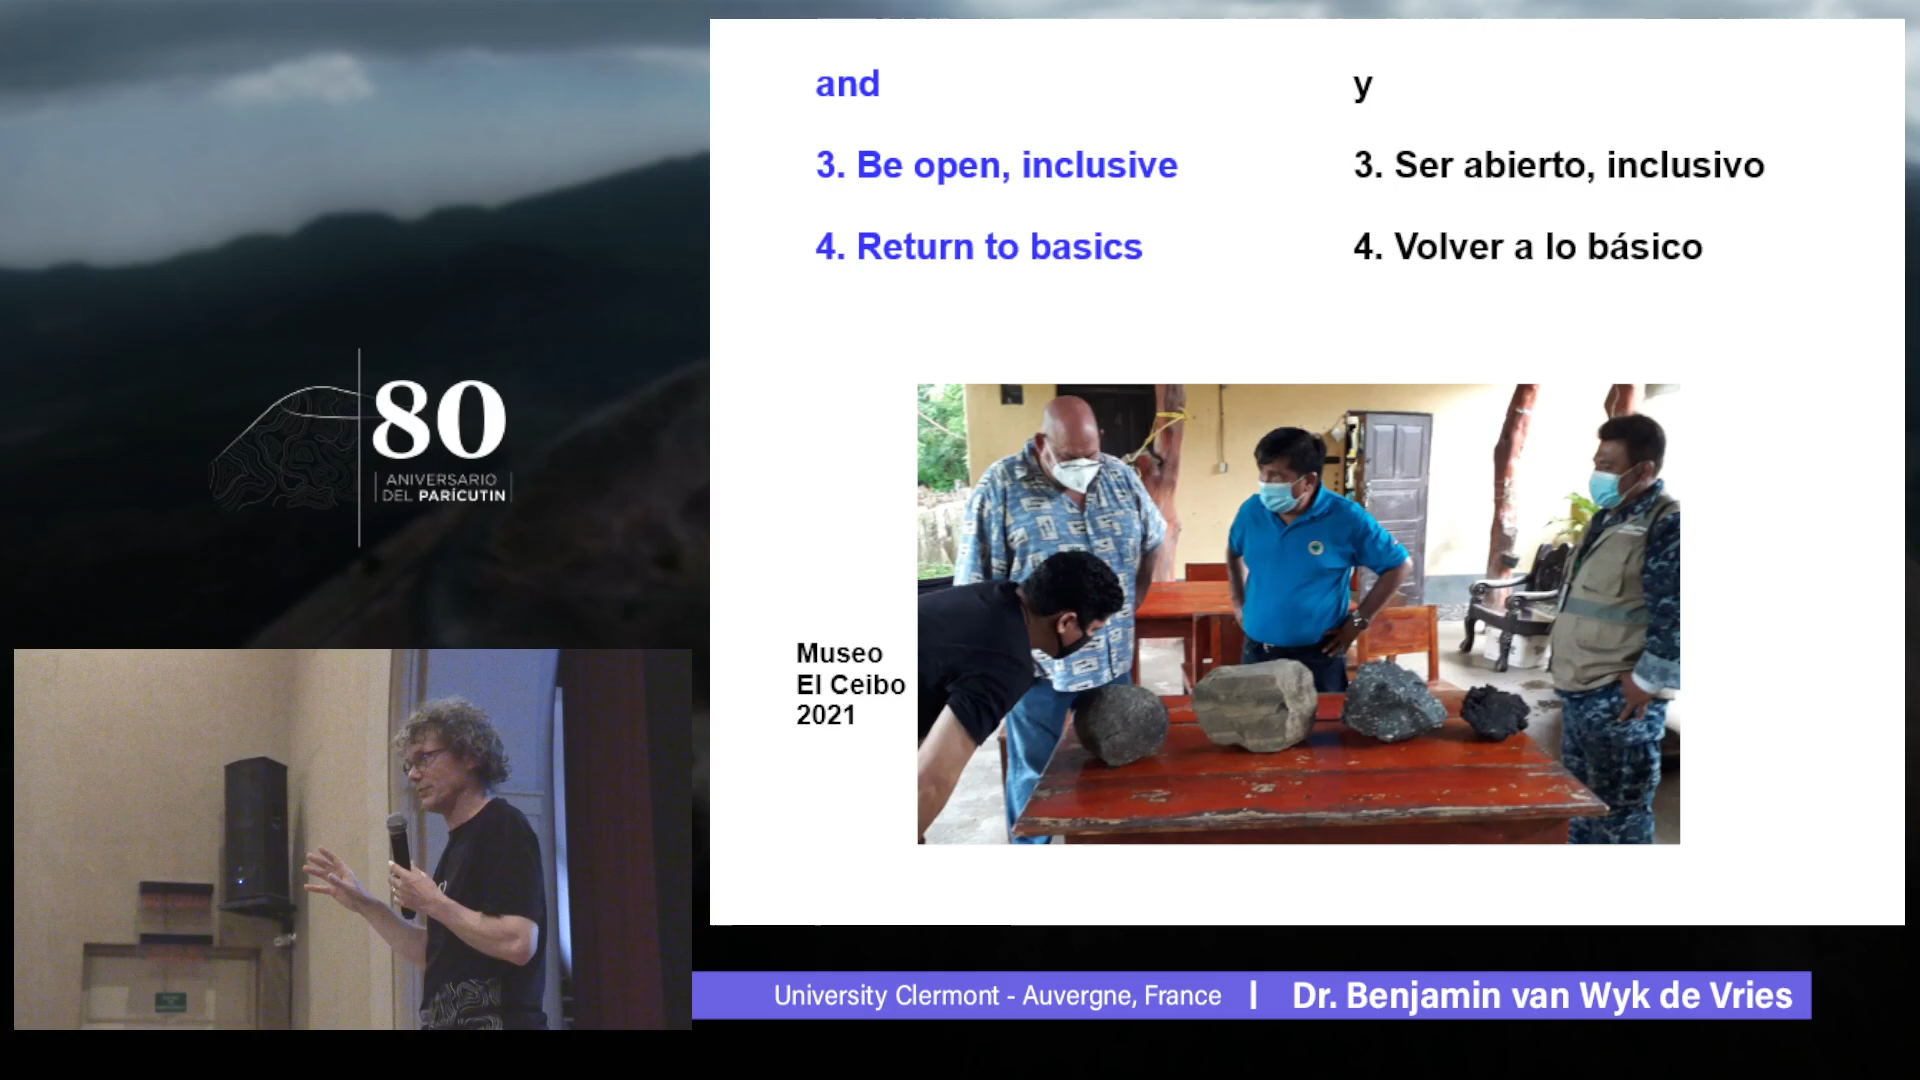 and
3. Be open, inclusive
4. Return to basics
y
3. Ser abierto, inclusivo
4. Volver a lo básico
80
ANIVERSARIO
DEL PARÍCUTIN
Museo
El Ceibo
2021
University Clermont - Auvergne, France | Dr. Benjamin van Wyk de Vries